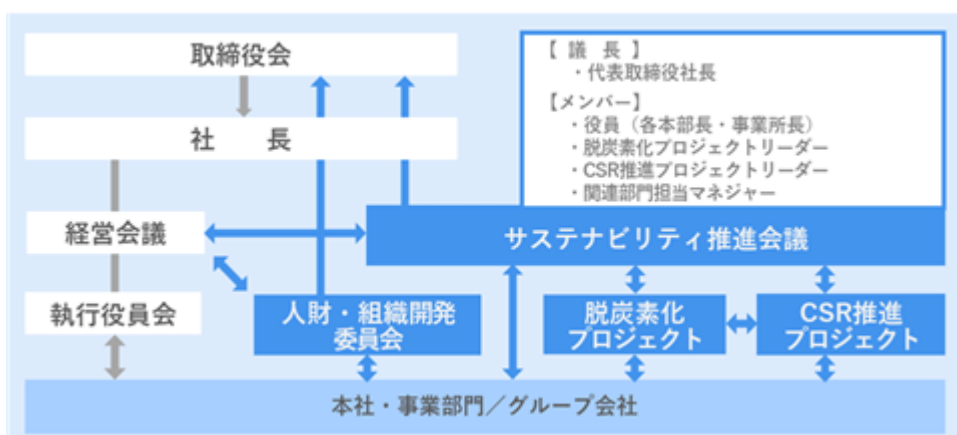 取締役会
社長
経営会議
執行役員会
【議長】
・代表取締役社長
【メンバー】
・役員（各本部長・事業所長）
・脱炭素化プロジェクトリーダー
・CSR推進プロジェクトリーダー
・関連部門担当マネジャー
サステナビリティ推進会議
人財・組織開発
委員会
脱炭素化
プロジェクト
CSR推進
プロジェクト
本社・事業部門／グループ会社